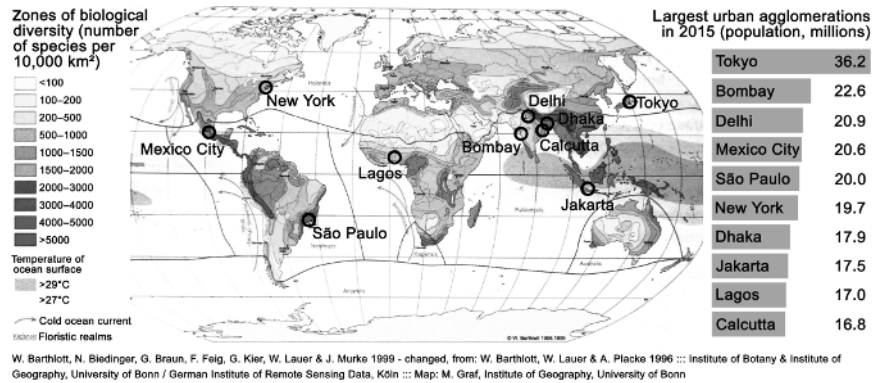 Zones of biological
diversity (number
of species per
10,000 km²)
<100
100–200
200–500
500–1000
1000–1500
1500–2000
2000–3000
3000–4000
4000–5000
>5000
Temperature of
ocean surface
>29°C
>27°C
Cold ocean current
Floristic realms
New York
Mexico City
São Paulo
Lagos
Delhi
Dhaka
Bombay
Calcutta
Tokyo
Jakarta
Largest urban agglomerations
in 2015 (population, millions)
Tokyo 36.2
Bombay 22.6
Delhi 20.9
Mexico City 20.6
São Paulo 20.0
New York 19.7
Dhaka 17.9
Jakarta 17.5
Lagos 17.0
Calcutta 16.8
W. Barthlott, N. Biedinger, G. Braun, F. Feig, G. Kier, W. Lauer & J. Murke 1999 - changed, from: W. Barthlott, W. Lauer & A. Placke 1996 ::: Institute of Botany & Institute of
Geography, University of Bonn / German Institute of Remote Sensing Data, Köln ::: Map: M. Graf, Institute of Geography, University of Bonn